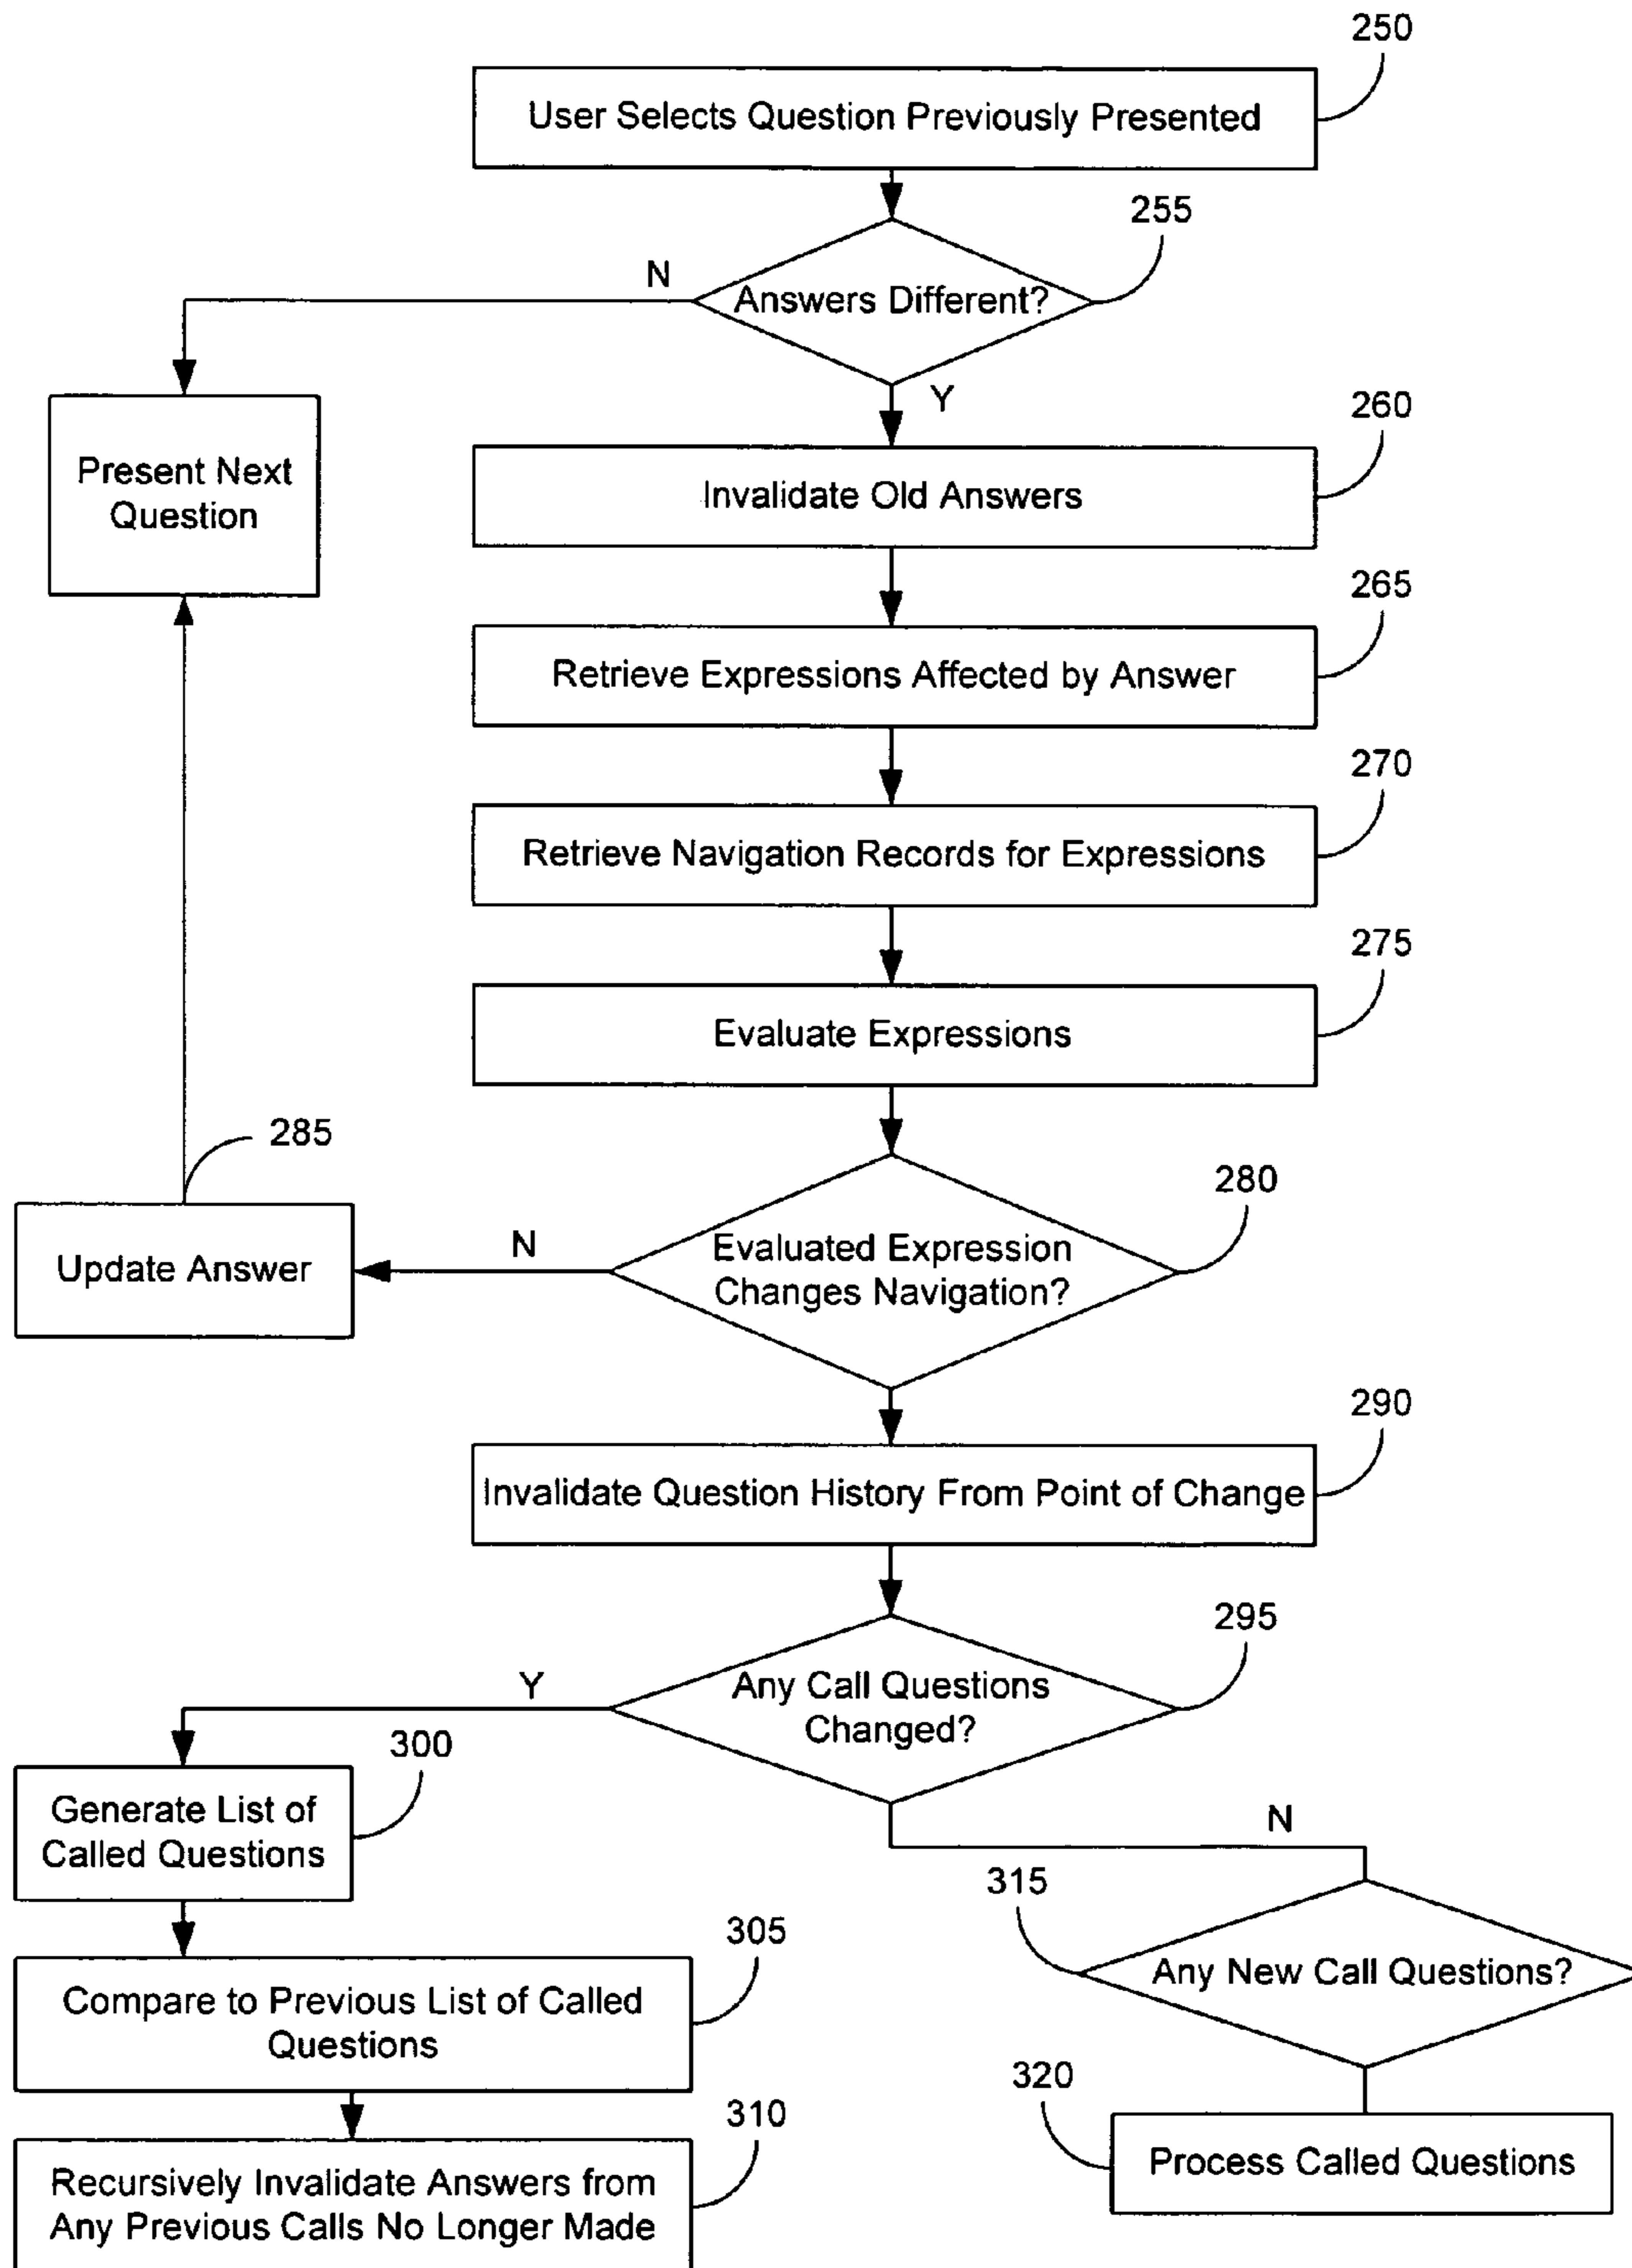 250
User Selects Question Previously Presented
255
N
Answers Different?
Y
Present Next
Question
260
Invalidate Old Answers
265
Retrieve Expressions Affected by Answer
270
Retrieve Navigation Records for Expressions
275
Evaluate Expressions
285
280
Update Answer
N
Evaluated Expression
Changes Navigation?
290
Invalidate Question History From Point of Change
295
Y
Any Call Questions
Changed?
300
Generate List of
Called Questions
N
315
305
Any New Call Questions?
Compare to Previous List of Called
Questions
320
310
Process Called Questions
Recursively Invalidate Answers from
Any Previous Calls No Longer Made